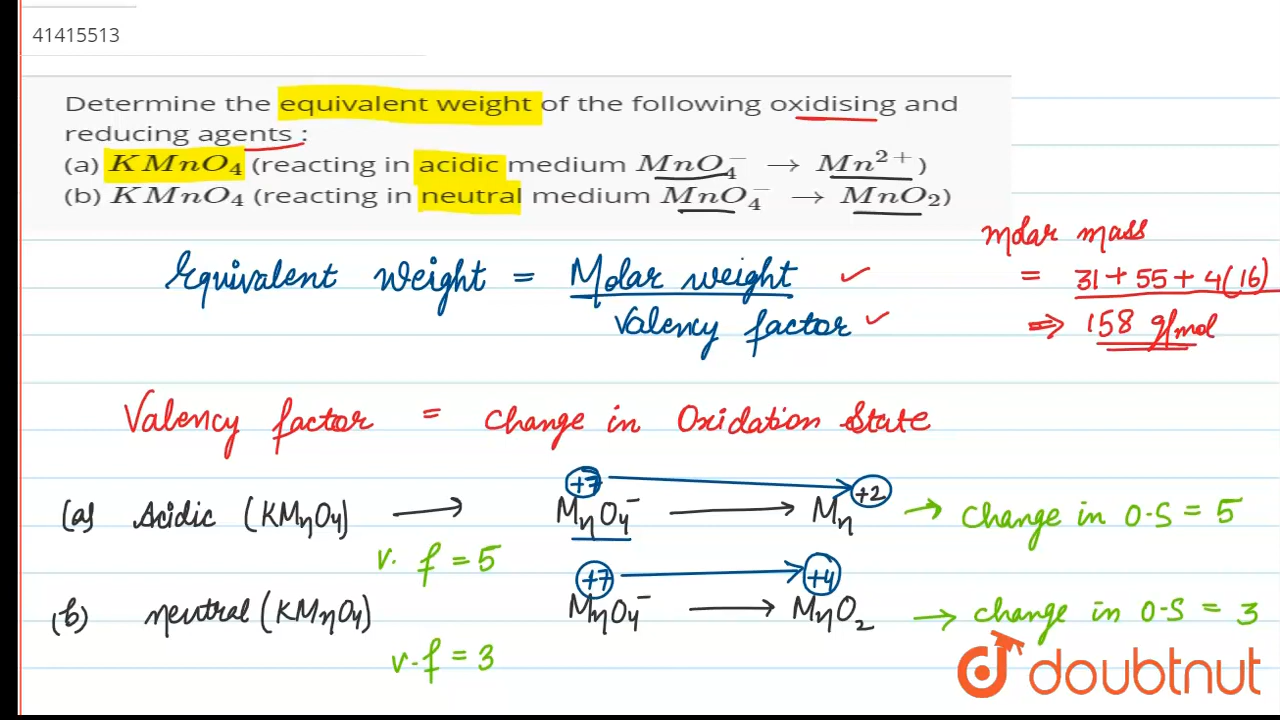 41415513
Determine the equivalent weight of the following oxidising and
reducing agents :
(a) KMnO₄ (reacting in acidic medium MnO₄⁻ → Mn²⁺)
(b) KMnO₄ (reacting in neutral medium MnO₄⁻ → MnO₂)
Molar mass
= 31 + 55 + 4(16)
⇒ 158 g/mol
Equivalent Weight = Molar weight ✓
Valency factor ✓
Valency factor = Change in Oxidation State
+7 +2
(a) Acidic (KMnO₄) → MnO₄⁻ → Mn → Change in O.S = 5
v. f = 5
+7 +4
(b) neutral (KMnO₄) MnO₄⁻ → MnO₂ → Change in O.S = 3
v.f = 3
doubtnut